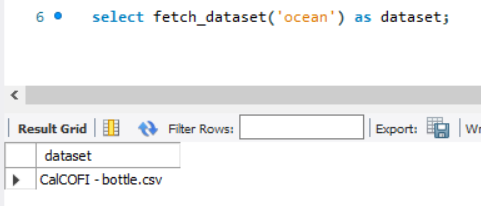 6 select fetch_dataset('ocean') as dataset;
Result Grid Filter Rows: Export: Wr
dataset
CalCOFI - bottle.csv